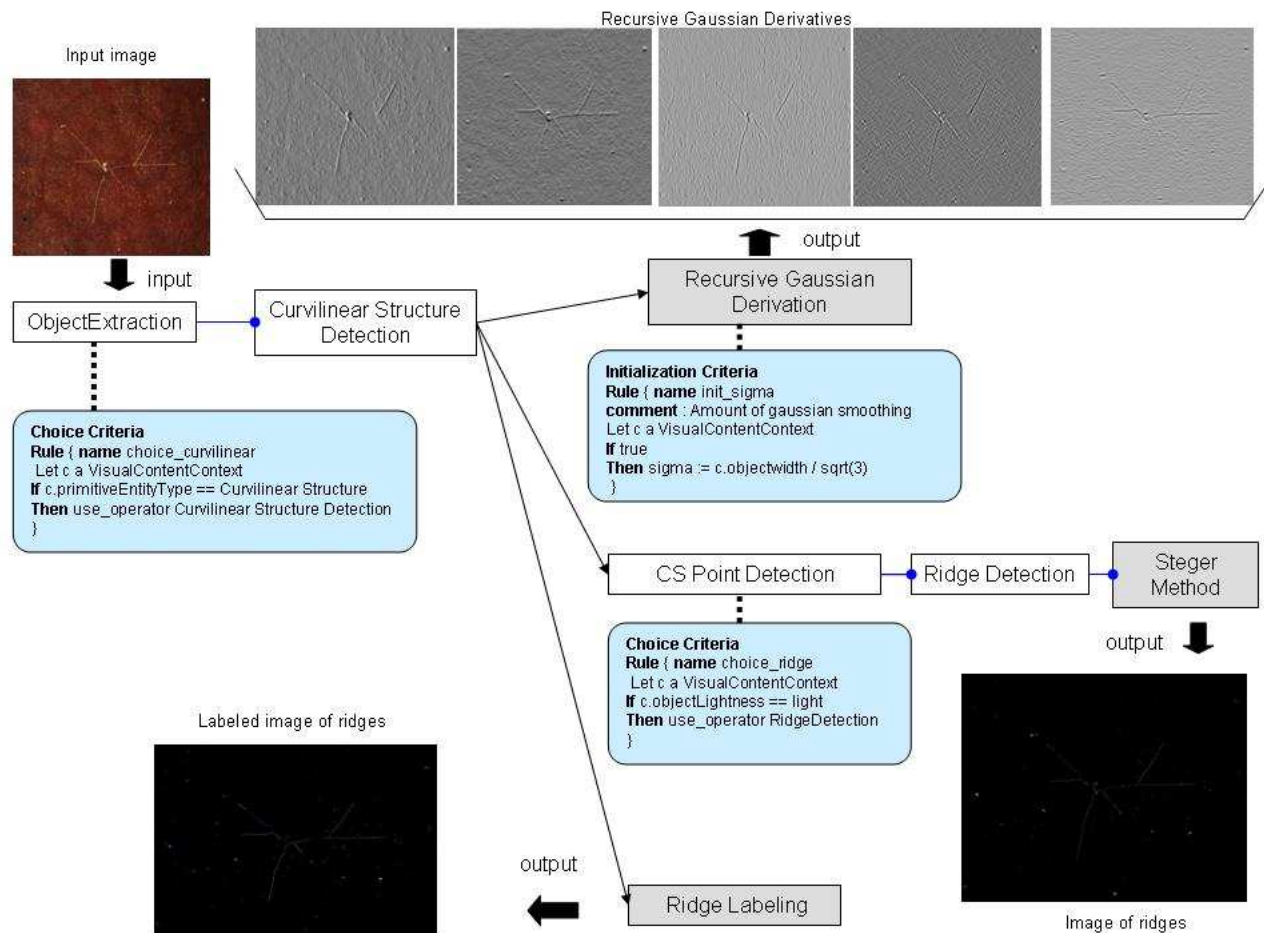 Recursive Gaussian Derivatives
Input image
output
input
Recursive Gaussian
Derivation
ObjectExtraction
Curvilinear Structure
Detection
Initialization Criteria
Rule { name init_sigma
comment : Amount of gaussian smoothing
Let c a VisualContentContext
If true
Then sigma := c.objectwidth / sqrt(3)
}
Choice Criteria
Rule { name choice_curvilinear
Let c a VisualContentContext
If c.primitiveEntityType == Curvilinear Structure
Then use_operator Curvilinear Structure Detection
}
CS Point Detection
Ridge Detection
Steger
Method
output
Choice Criteria
Rule { name choice_ridge
Let c a VisualContentContext
If c.objectLightness == light
Then use_operator RidgeDetection
}
Labeled image of ridges
output
Ridge Labeling
Image of ridges